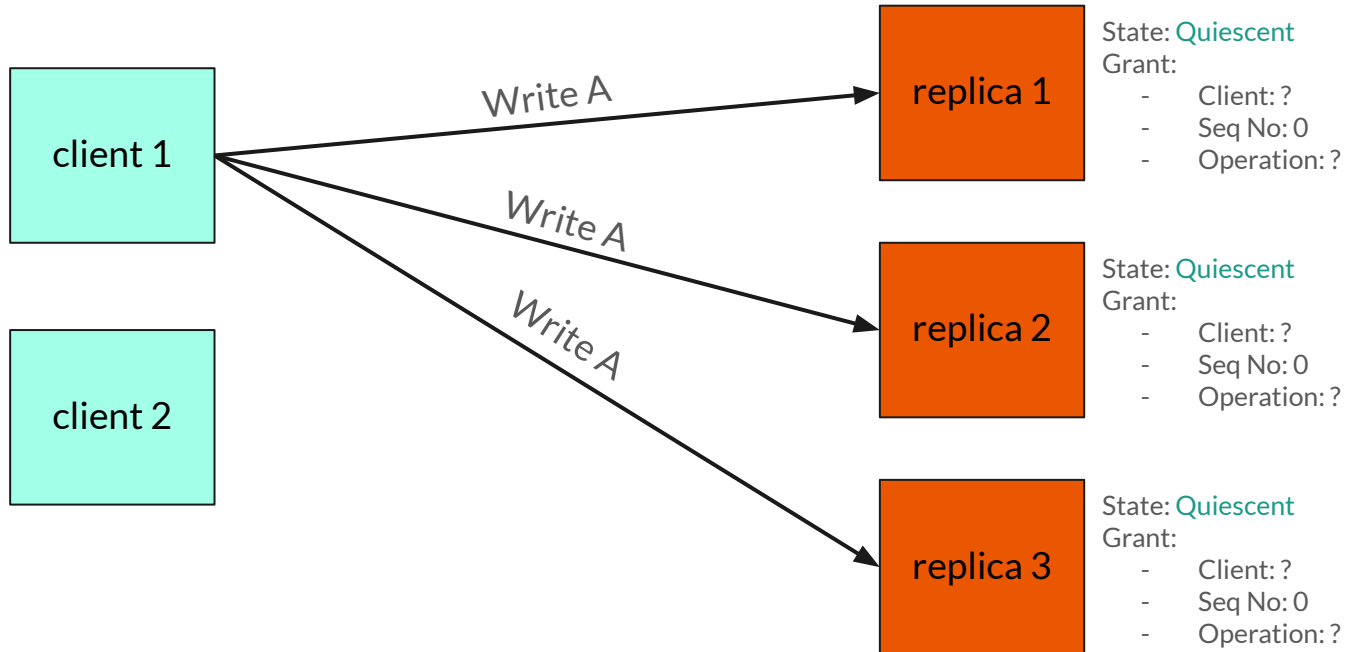 client 1
client 2
Write A
Write A
Write A
replica 1
State: Quiescent
Grant:
- Client: ?
- Seq No: 0
- Operation: ?
replica 2
State: Quiescent
Grant:
- Client: ?
- Seq No: 0
- Operation: ?
replica 3
State: Quiescent
Grant:
- Client: ?
- Seq No: 0
- Operation: ?